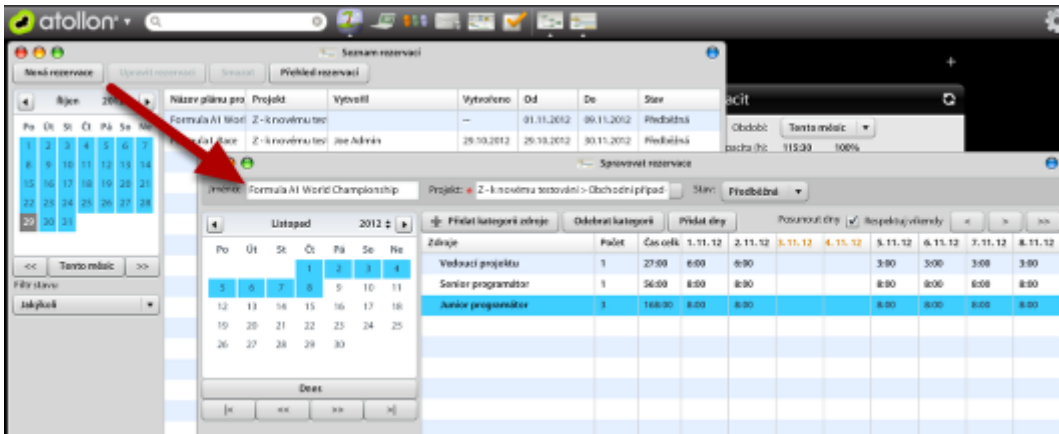 atollon
Seznam rezervací
Nová rezervace Upravit rezervaci Smazat Přehled rezervací
Říjen
Po Út St Čt Pá So Ne
1 2 3 4 5 6 7
8 9 10 11 12 13 14
15 16 17 18 19 20 21
22 23 24 25 26 27 28
29 30 31
<< Tento měsíc >>
Filtr stavu
Jakýkoli
Název plánu pro Projekt Vytvořil Vytvořeno Od Do Stav
Formula A1 Worl Z - k novému tes — 01.11.2012 09.11.2012 Předběžná
Z - k novému tes Joe Admin 29.10.2012 29.10.2012 30.11.2012 Předběžná
acit
Období: Tento měsíc
115:30 100%
Spravovat rezervace
Jméno: Formula A1 World Championship Projekt: Z - k novému testování > Obchodní případ Stav: Předběžná
Listopad 2012
Po Út St Čt Pá So Ne
1 2 3 4
5 6 7 8 9 10 11
12 13 14 15 16 17 18
19 20 21 22 23 24 25
26 27 28 29 30
Dnes
|< << >> >|
Přidat kategorii zdroje Odebrat kategorii Přidat dny Posunout dny Respektuj víkendy < > >>
Zdroje Počet Čas celk 1.11.12 2.11.12 3.11.12 4.11.12 5.11.12 6.11.12 7.11.12 8.11.12
Vedoucí projektu 1 27:00 6:00 6:00 3:00 3:00 3:00 3:00
Senior programátor 1 56:00 8:00 8:00 8:00 8:00 8:00 8:00
Junior programátor 3 168:00 8:00 8:00 8:00 8:00 8:00 8:00